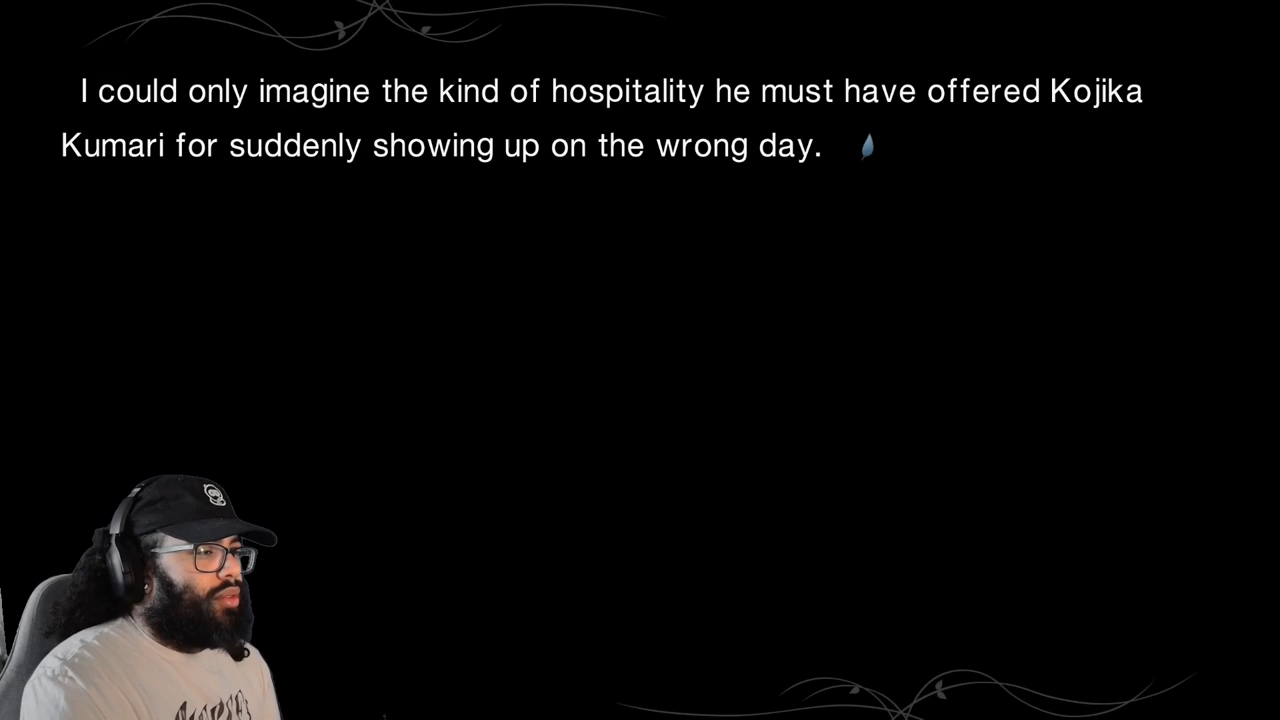 I could only imagine the kind of hospitality he must have offered Kojika
Kumari for suddenly showing up on the wrong day.